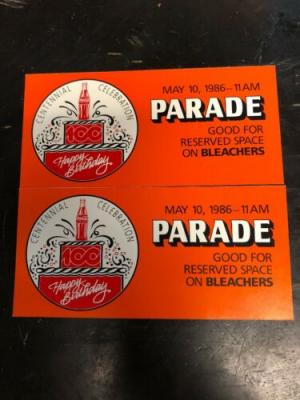 CENTENNIAL CELEBRATION
100
Happy Birthday
MAY 10, 1986–11AM
PARADE
GOOD FOR
RESERVED SPACE
ON BLEACHERS
CENTENNIAL CELEBRATION
100
Happy Birthday
MAY 10, 1986–11AM
PARADE
GOOD FOR
RESERVED SPACE
ON BLEACHERS